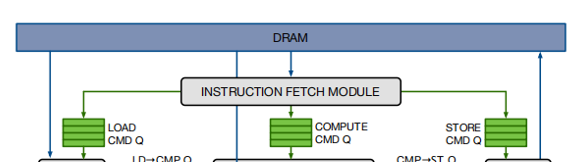 DRAM
INSTRUCTION FETCH MODULE
LOAD
CMD Q
COMPUTE
CMD Q
STORE
CMD Q
LD→CMP Q
CMP→ST Q